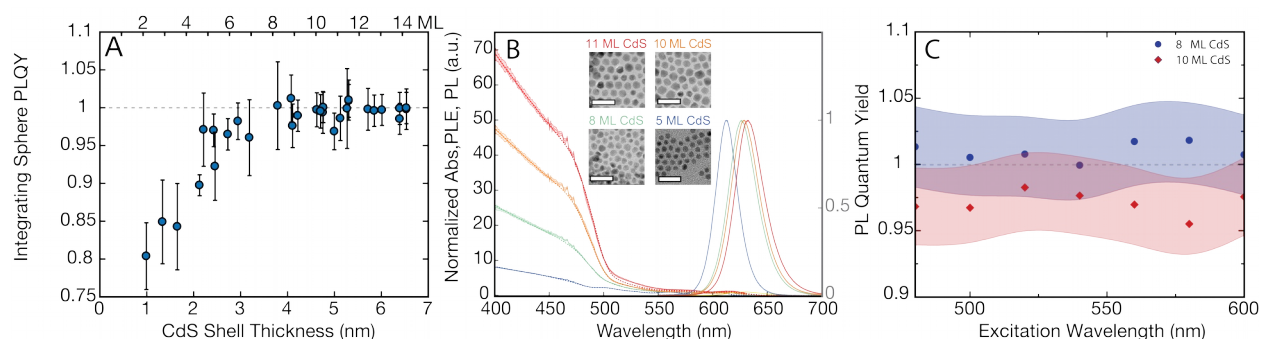 2 4 6 8 10 12 14 ML
A
1.1
1.05
1
0.95
0.9
0.85
0.8
0.75
Integrating Sphere PLQY
0 1 2 3 4 5 6 7
CdS Shell Thickness (nm)
B
11 ML CdS 10 ML CdS
8 ML CdS 5 ML CdS
70
60
50
40
30
20
10
0
Normalized Abs,PLE, PL (a.u.)
1
0.5
0
400 450 500 550 600 650 700
Wavelength (nm)
C
8 ML CdS
10 ML CdS
1.1
1.05
1
0.95
0.9
PL Quantum Yield
500 550 600
Excitation Wavelength (nm)